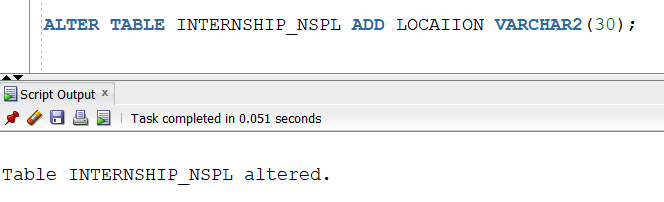 ALTER TABLE INTERNSHIP_NSPL ADD LOCAIION VARCHAR2(30);
Script Output x
Task completed in 0.051 seconds
Table INTERNSHIP_NSPL altered.